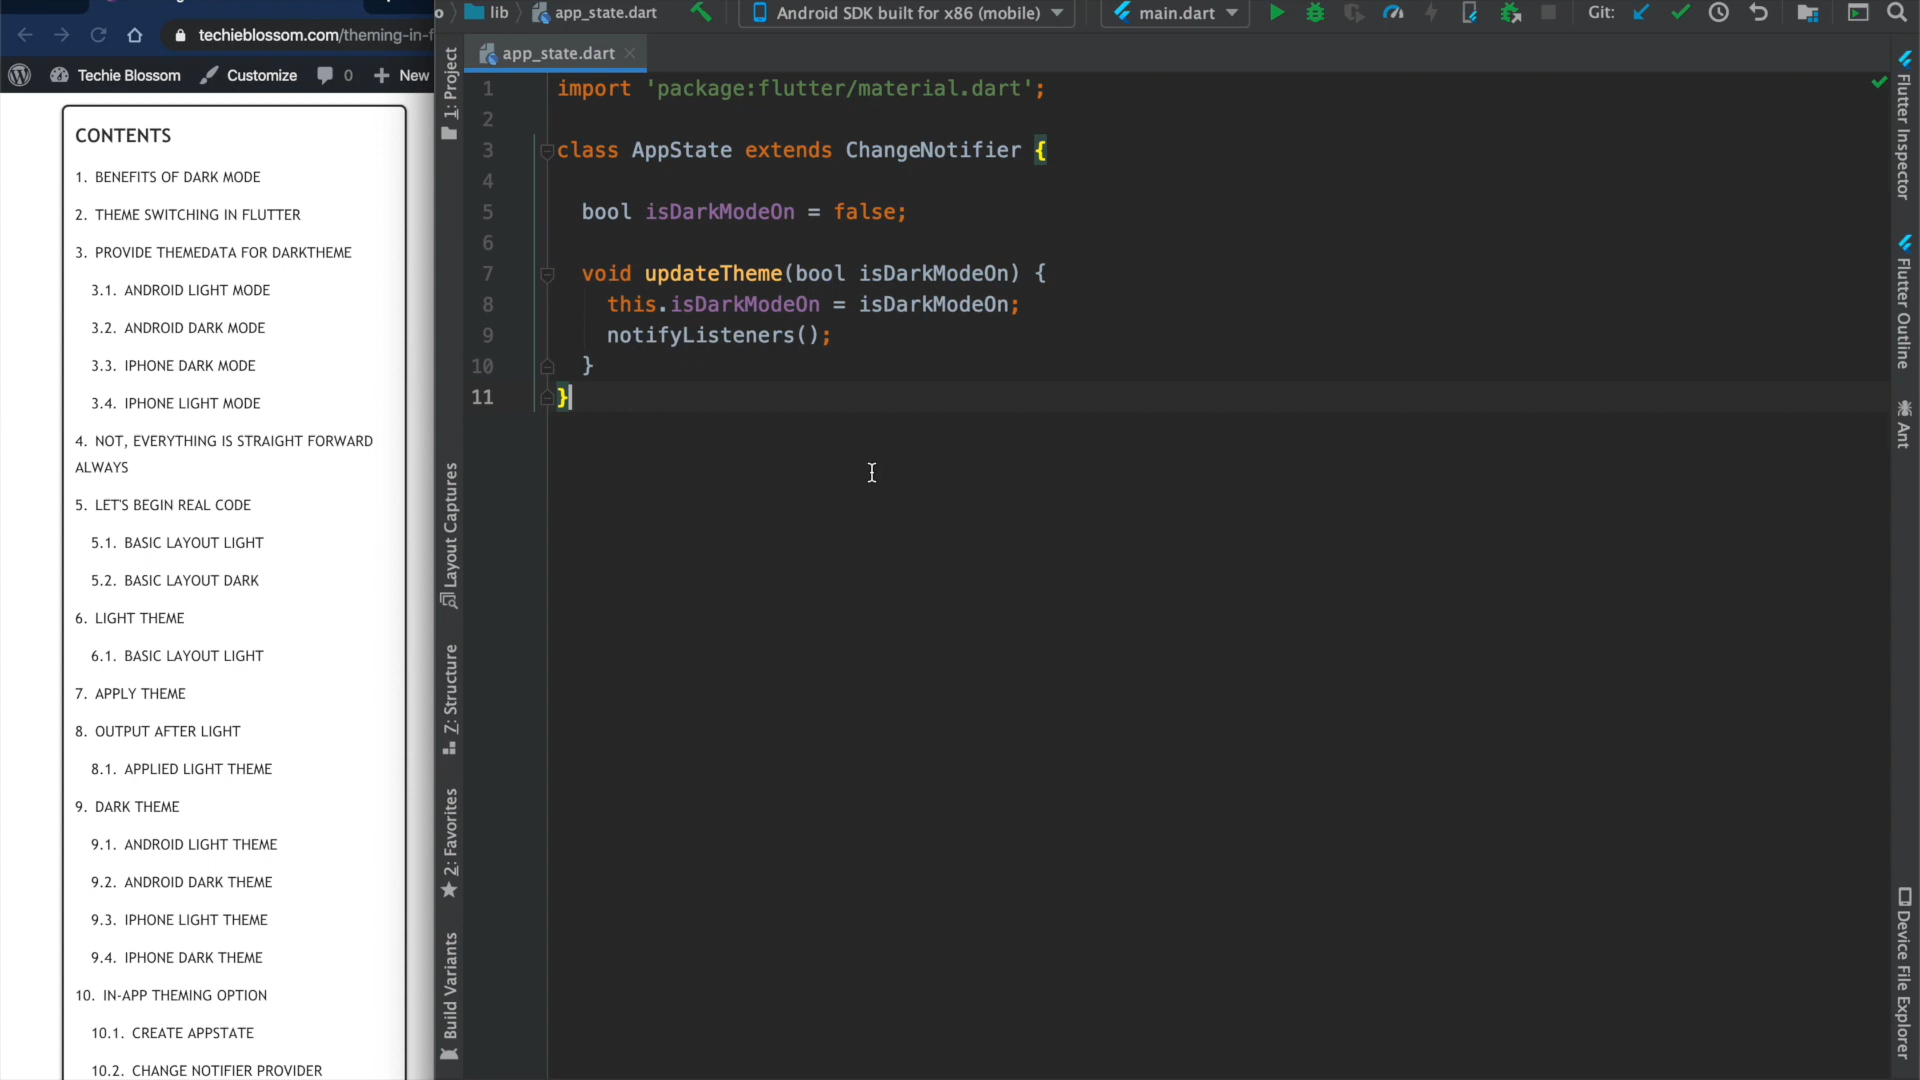 techieblossom.com/theming-in-f
Techie Blossom Customize 0 New
CONTENTS
1. BENEFITS OF DARK MODE
2. THEME SWITCHING IN FLUTTER
3. PROVIDE THEMEDATA FOR DARKTHEME
3.1. ANDROID LIGHT MODE
3.2. ANDROID DARK MODE
3.3. IPHONE DARK MODE
3.4. IPHONE LIGHT MODE
4. NOT, EVERYTHING IS STRAIGHT FORWARD
ALWAYS
5. LET'S BEGIN REAL CODE
5.1. BASIC LAYOUT LIGHT
5.2. BASIC LAYOUT DARK
6. LIGHT THEME
6.1. BASIC LAYOUT LIGHT
7. APPLY THEME
8. OUTPUT AFTER LIGHT
8.1. APPLIED LIGHT THEME
9. DARK THEME
9.1. ANDROID LIGHT THEME
9.2. ANDROID DARK THEME
9.3. IPHONE LIGHT THEME
9.4. IPHONE DARK THEME
10. IN-APP THEMING OPTION
10.1. CREATE APPSTATE
10.2. CHANGE NOTIFIER PROVIDER
lib app_state.dart Android SDK built for x86 (mobile) main.dart Git:
1: Project
Layout Captures
Z: Structure
2: Favorites
Build Variants
app_state.dart
1 import 'package:flutter/material.dart';
2
3 class AppState extends ChangeNotifier {
4
5 bool isDarkModeOn = false;
6
7 void updateTheme(bool isDarkModeOn) {
8 this.isDarkModeOn = isDarkModeOn;
9 notifyListeners();
10 }
11 }
Flutter Inspector
Flutter Outline
Ant
Device File Explorer